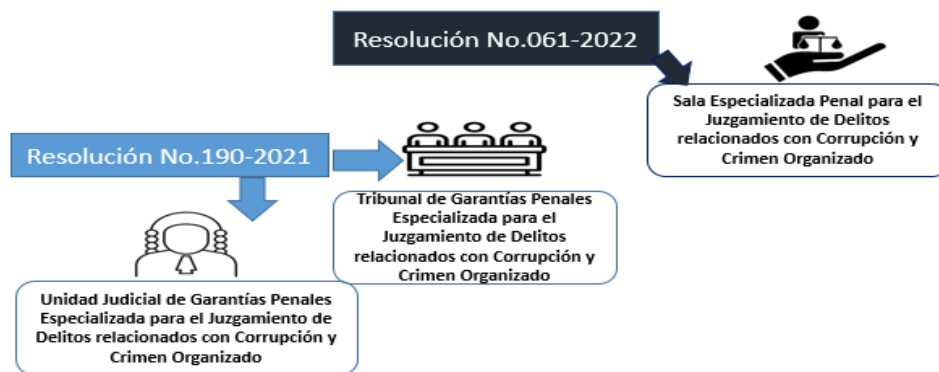 Resolución No.061-2022
Sala Especializada Penal para el
Juzgamiento de Delitos
relacionados con Corrupción y
Crimen Organizado
Resolución No.190-2021
Tribunal de Garantías Penales
Especializada para el
Juzgamiento de Delitos
relacionados con Corrupción y
Crimen Organizado
Unidad Judicial de Garantías Penales
Especializada para el Juzgamiento de
Delitos relacionados con Corrupción y
Crimen Organizado